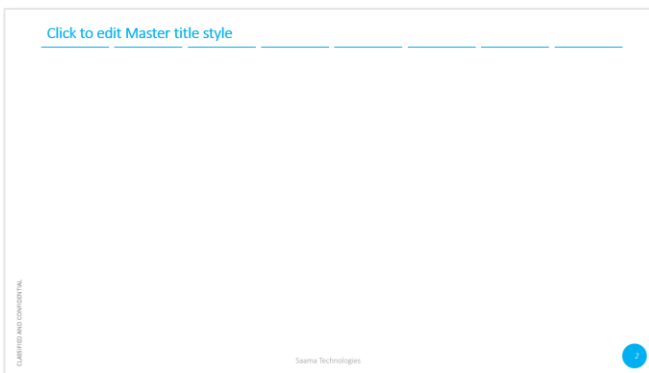 Click to edit Master title style
CLASSIFIED AND CONFIDENTIAL
Saama Technologies
2